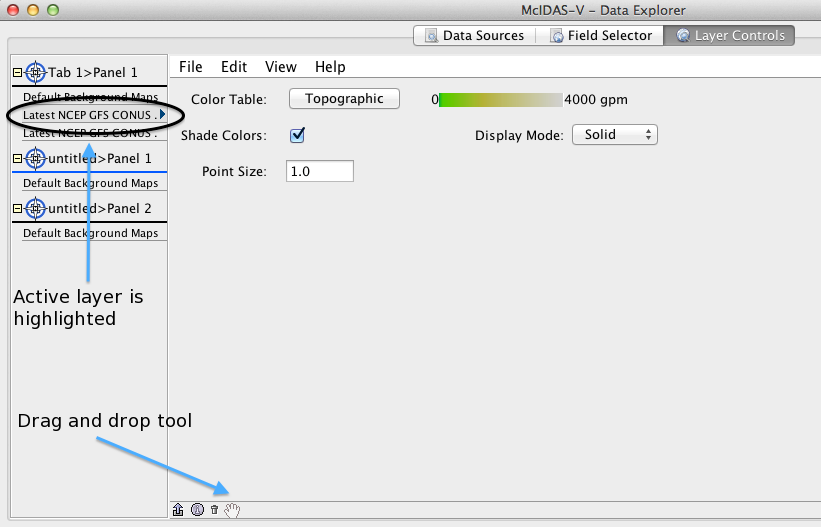 McIDAS-V - Data Explorer
Data Sources Field Selector Layer Controls
Tab 1>Panel 1
Default Background Maps
Latest NCEP GFS CONUS .
Latest NCEP GFS CONUS .
untitled>Panel 1
Default Background Maps
untitled>Panel 2
Default Background Maps
Active layer is
highlighted
Drag and drop tool
File Edit View Help
Color Table: Topographic 0 4000 gpm
Shade Colors: Display Mode: Solid
Point Size: 1.0